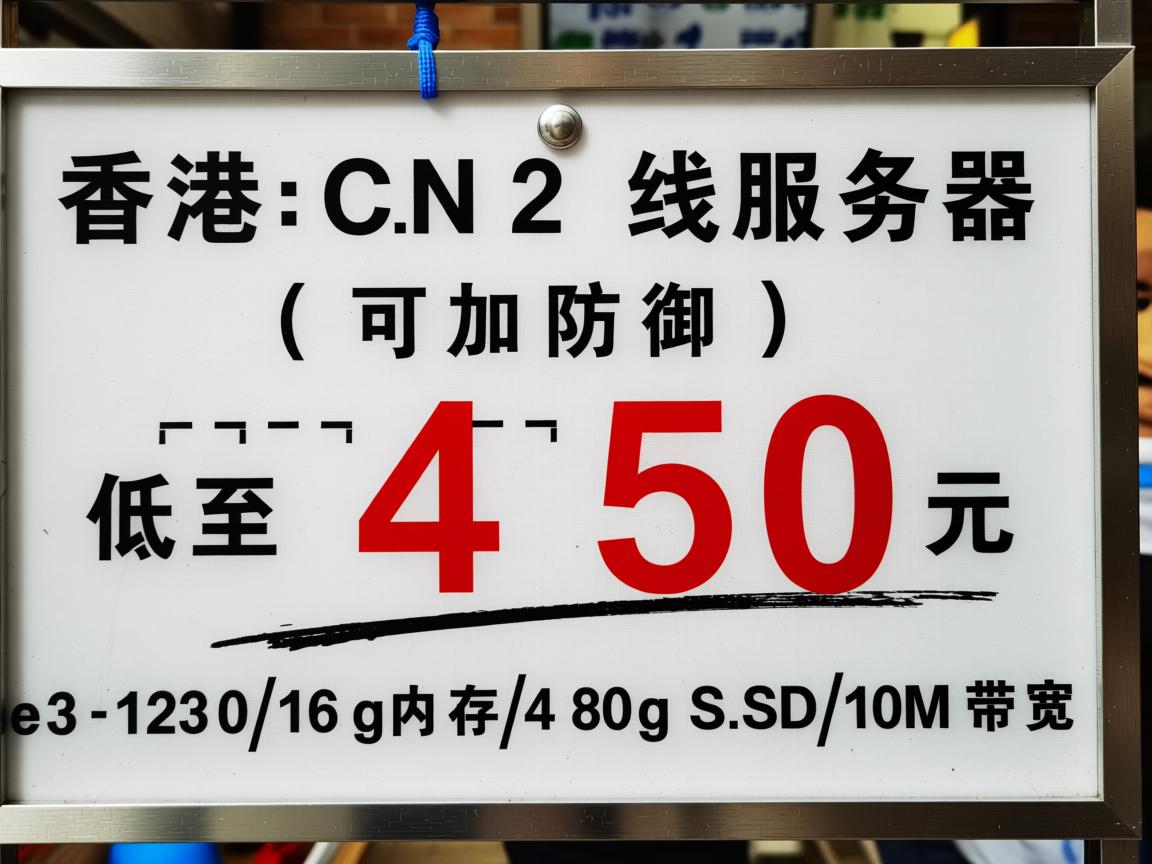 香港: C.N 2 线服务器
( 可加防御 )
低至 4 50 元
e3 - 1230/16 g内存/4 80g S.SD/10M 带宽